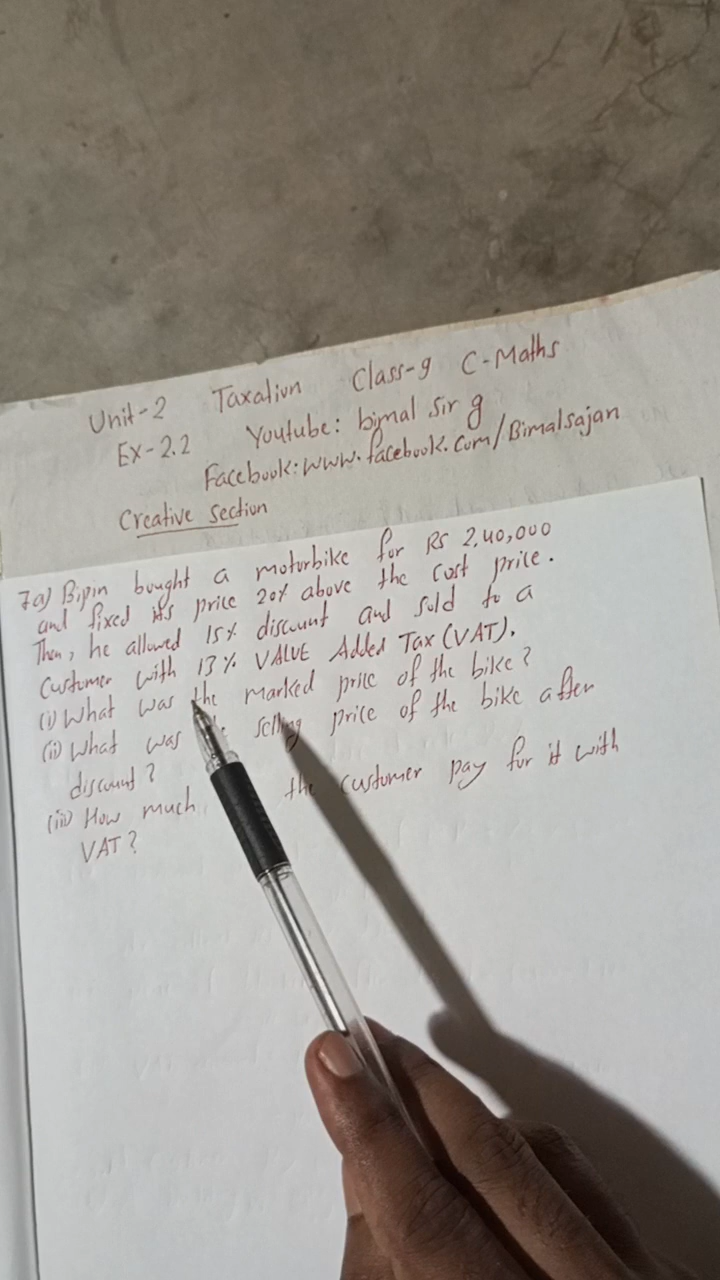 Unit-2 Taxation Class-9 C-Maths
Ex-2.2 Youtube: bimal sir g
Facebook: www.facebook.com/Bimalsajan
Creative section
7a) Bipin bought a motorbike for RS 2,40,000
and fixed its price 20% above the cost price.
Then, he allowed 15% discount and sold to a
Customer with 13% VALUE Added Tax (VAT).
(i) What was the marked price of the bike?
(ii) What was selling price of the bike after
discount?
(iii) How much the customer pay for it with
VAT?